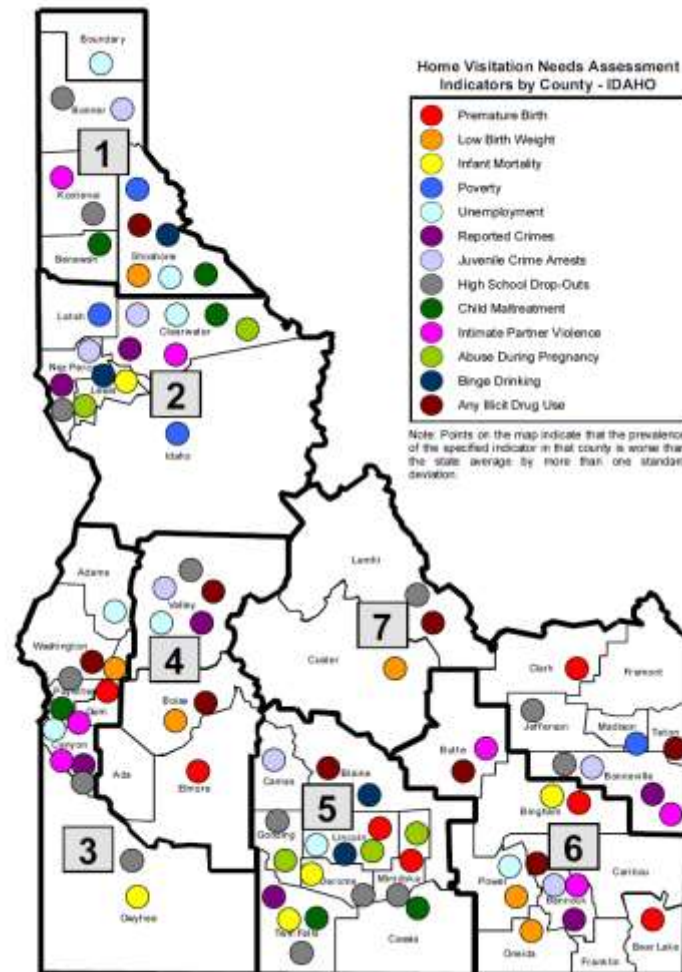 Home Visitation Needs Assessment
Indicators by County - IDAHO
Premature Birth
Low Birth Weight
Infant Mortality
Poverty
Unemployment
Reported Crimes
Juvenile Crime Arrests
High School Drop-Outs
Child Maltreatment
Intimate Partner Violence
Abuse During Pregnancy
Binge Drinking
Any Illicit Drug Use
Note: Points on the map indicate that the prevalence
of the specified indicator in that county is worse than
the state average by more than one standard
deviation.
Boundary
Bonner
1
Kootenai
Benewah
Shoshone
Latah
Clearwater
Nez Perce
Lewis
2
Idaho
Adams
Valley
Lemhi
Washington
4
7
Custer
Payette
Gem
Boise
Canyon
Ada
Elmore
3
Owyhee
Clark
Fremont
Jefferson
Madison
Teton
Butte
Bonneville
Camas
Blaine
5
Gooding
Lincoln
Jerome
Minidoka
Twin Falls
Cassia
Bingham
6
Power
Bannock
Caribou
Oneida
Franklin
Bear Lake